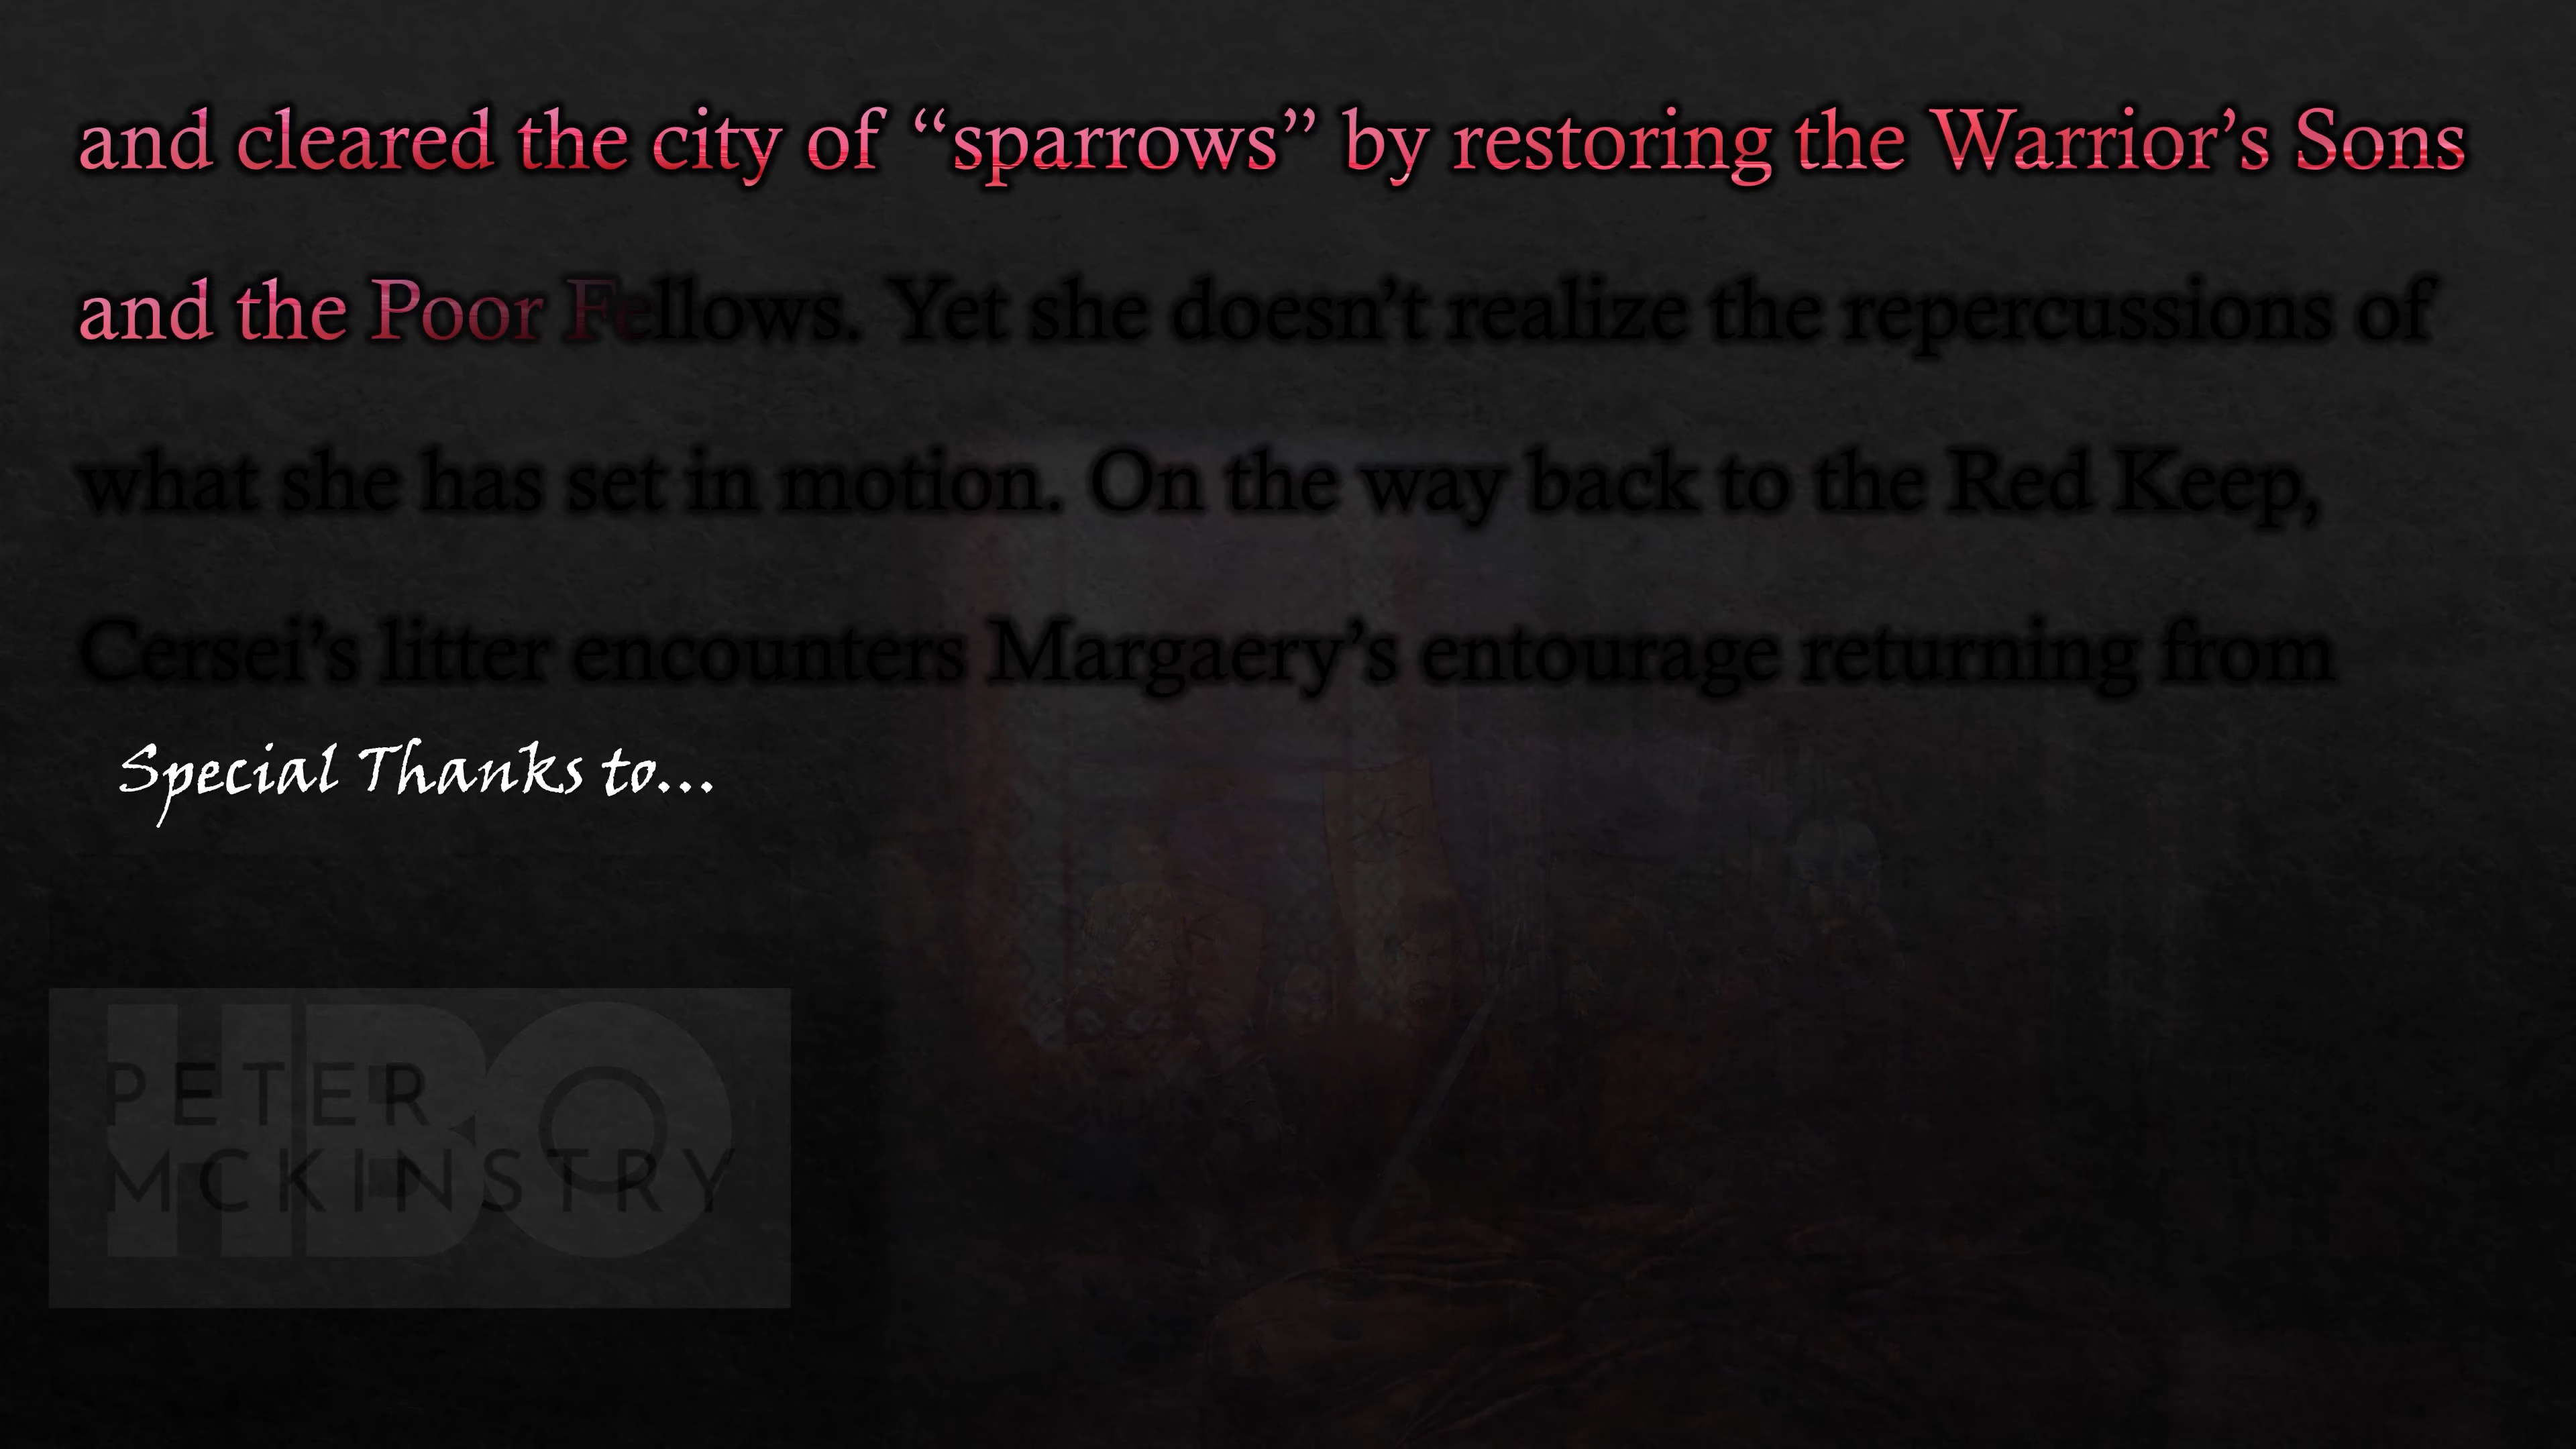 and cleared the city of “sparrows” by restoring the Warrior’s Sons
and the Poor Fellows. Yet she doesn’t realize the repercussions of
what she has set in motion. On the way back to the Red Keep,
Cersei’s litter encounters Margaery’s entourage returning from
Special Thanks to...
HBO
PETER
MCKINSTRY